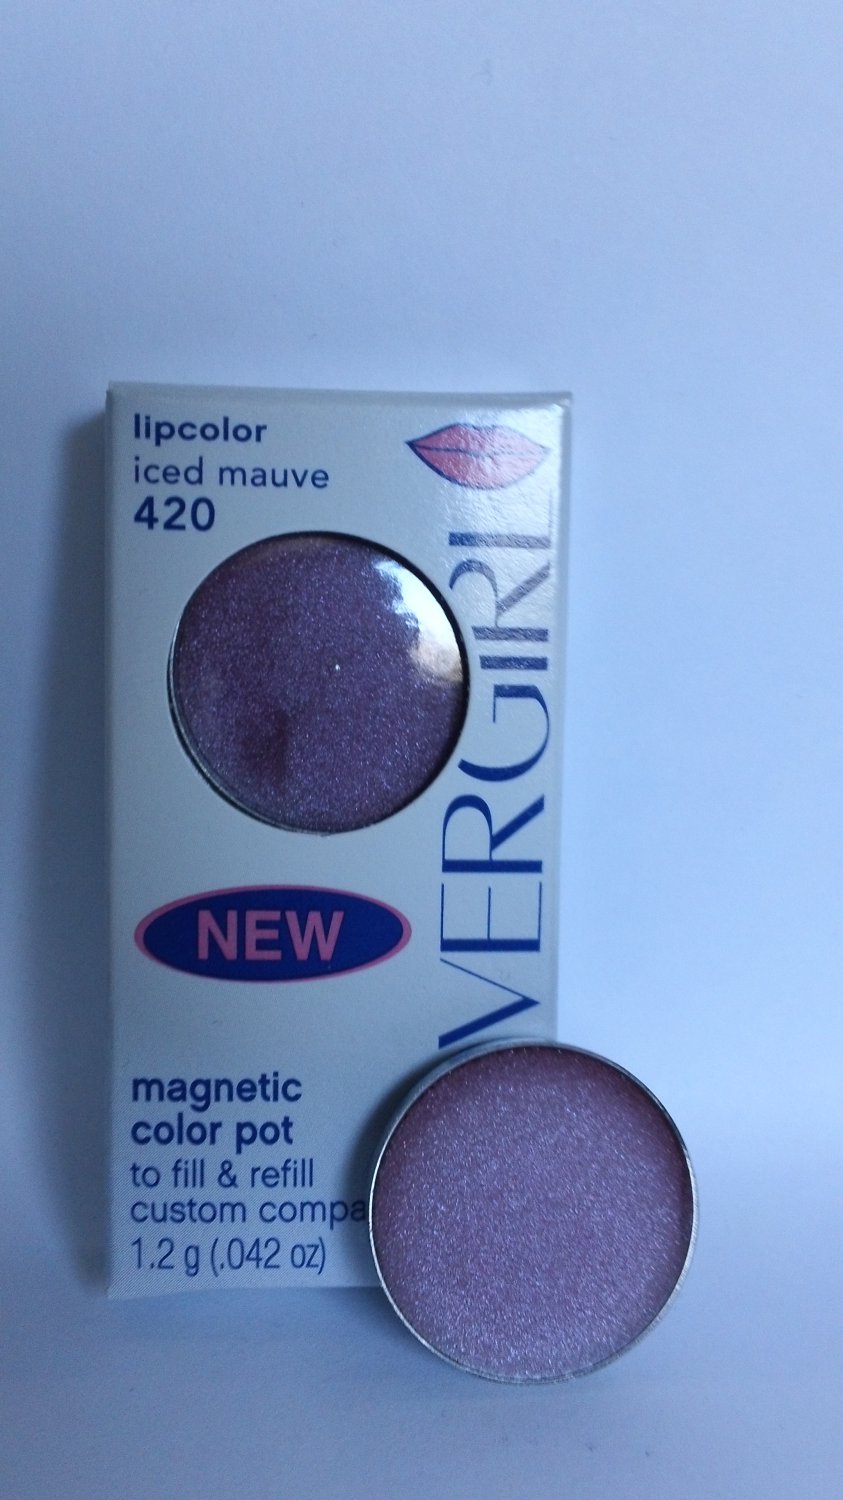 lipcolor
iced mauve
420
VERGIRL
NEW
magnetic
color pot
to fill & refill
custom compa
1.2 g (.042 oz)